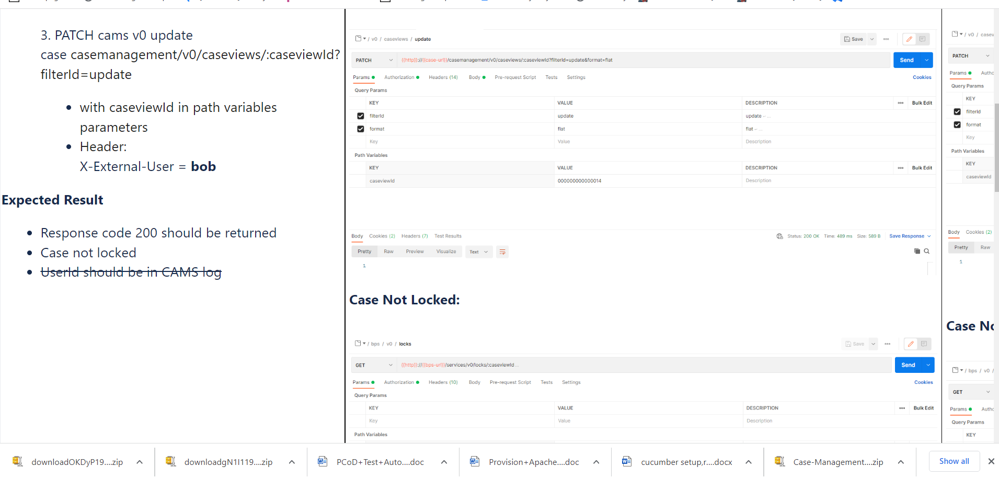 3. PATCH cams v0 update
case casemanagement/v0/caseviews/:caseviewId?
filterId=update
with caseviewId in path variables
parameters
Header:
X-External-User = bob
Expected Result
Response code 200 should be returned
Case not locked
UserId should be in CAMS log
/ v0 / caseviews / update
Save
PATCH
{{http}}://{{case-url}}/casemanagement/v0/caseviews/:caseviewId?filterId=update&format=flat
Send
Params Authorization Headers (14) Body Pre-request Script Tests Settings Cookies
Query Params
KEY VALUE DESCRIPTION ooo Bulk Edit
filterId update update
format flat flat
Key Value Description
Path Variables
KEY VALUE DESCRIPTION ooo Bulk Edit
caseviewId 000000000000014 Description
Body Cookies (2) Headers (7) Test Results Status: 200 OK Time: 489 ms Size: 589 B Save Response
Pretty Raw Preview Visualize Text
1
Case Not Locked:
/ bps / v0 / locks
Save
GET
{{http}}://{{bps-url}}/services/v0/locks/:caseviewId...
Send
Params Authorization Headers (10) Body Pre-request Script Tests Settings Cookies
Query Params
KEY VALUE DESCRIPTION ooo Bulk Edit
Key Value Description
Path Variables
/ v0 / casev
PATCH
Params Autho
Query Params
KEY
filterId
format
Key
Path Variables
KEY
caseviewId
Body Cookies (2)
Pretty Raw
1
Case No
/ bps / v0 /
GET
Params Autho
Query Params
KEY
downloadOKDyP19....zip
downloadgN1I119....zip
PCoD+Test+Auto....doc
Provision+Apache....doc
cucumber setup,r....docx
Case-Management....zip
Show all